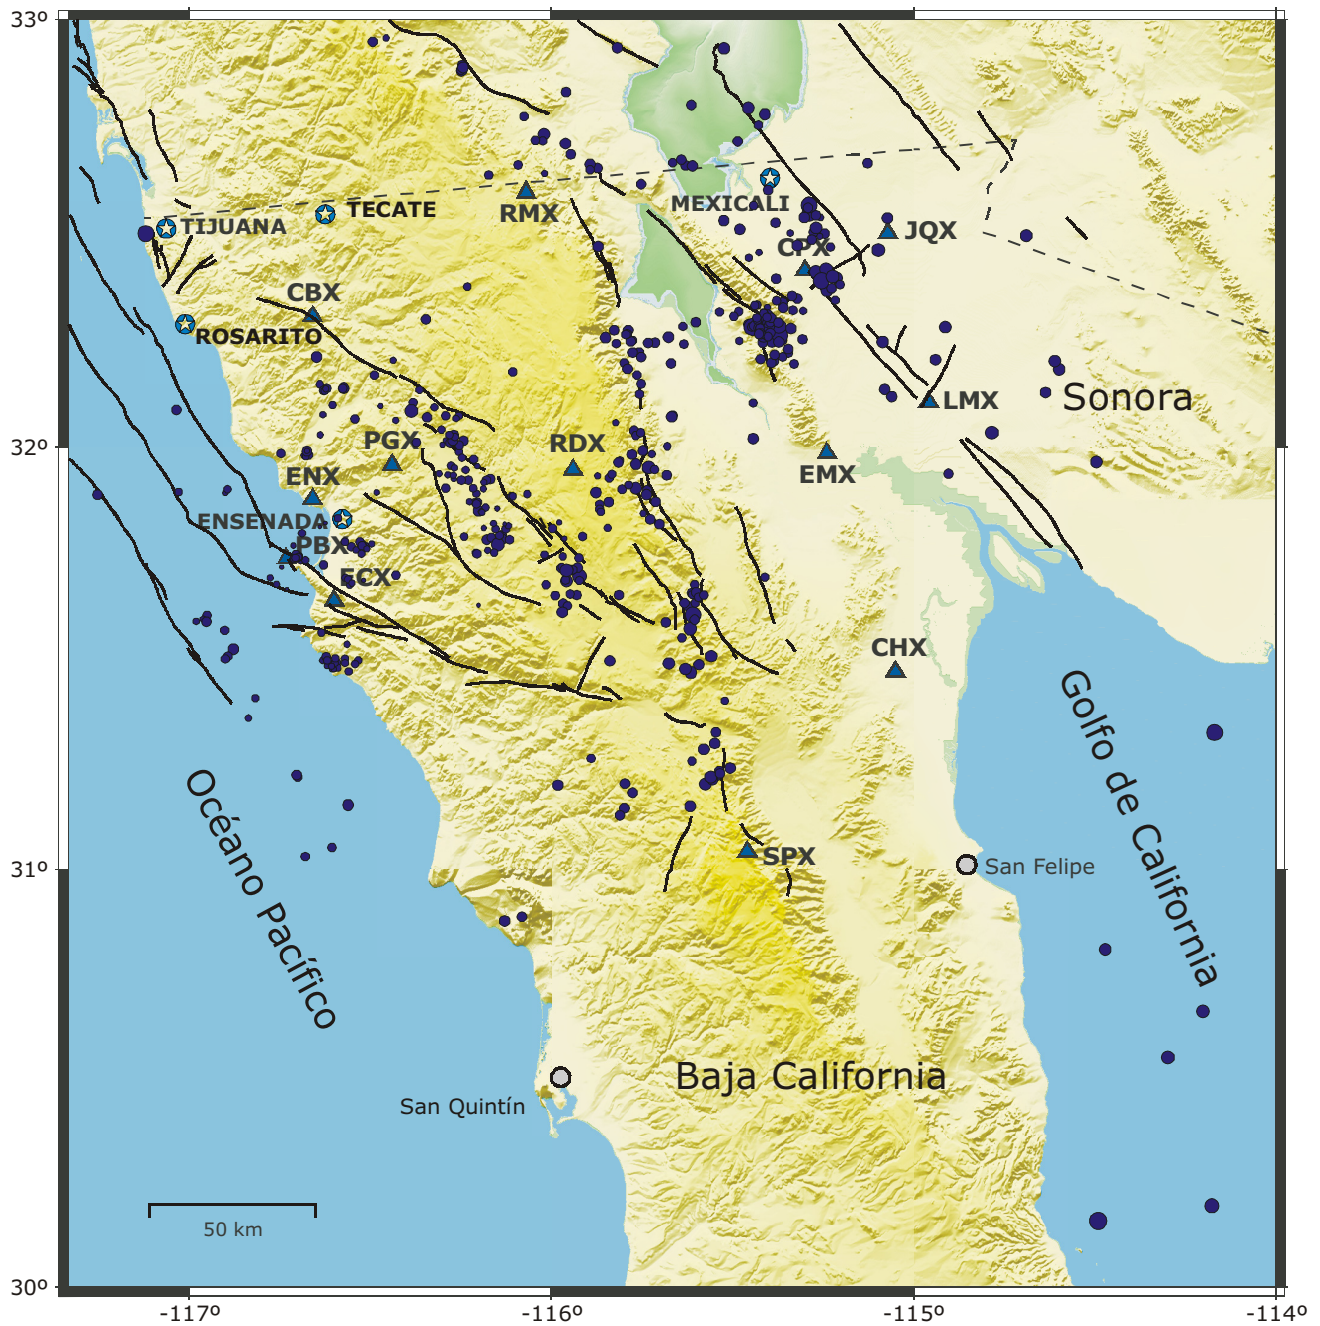 33º
TECATE
RMX
MEXICALI
TIJUANA
JQX
CPX
CBX
ROSARITO
Sonora
LMX
PGX
RDX
32º
EMX
ENX
ENSENADA
PBX
ECX
CHX
Golfo de California
Océano Pacífico
SPX
31º
San Felipe
Baja California
San Quintín
50 km
30º
-117º
-116º
-115º
-114º